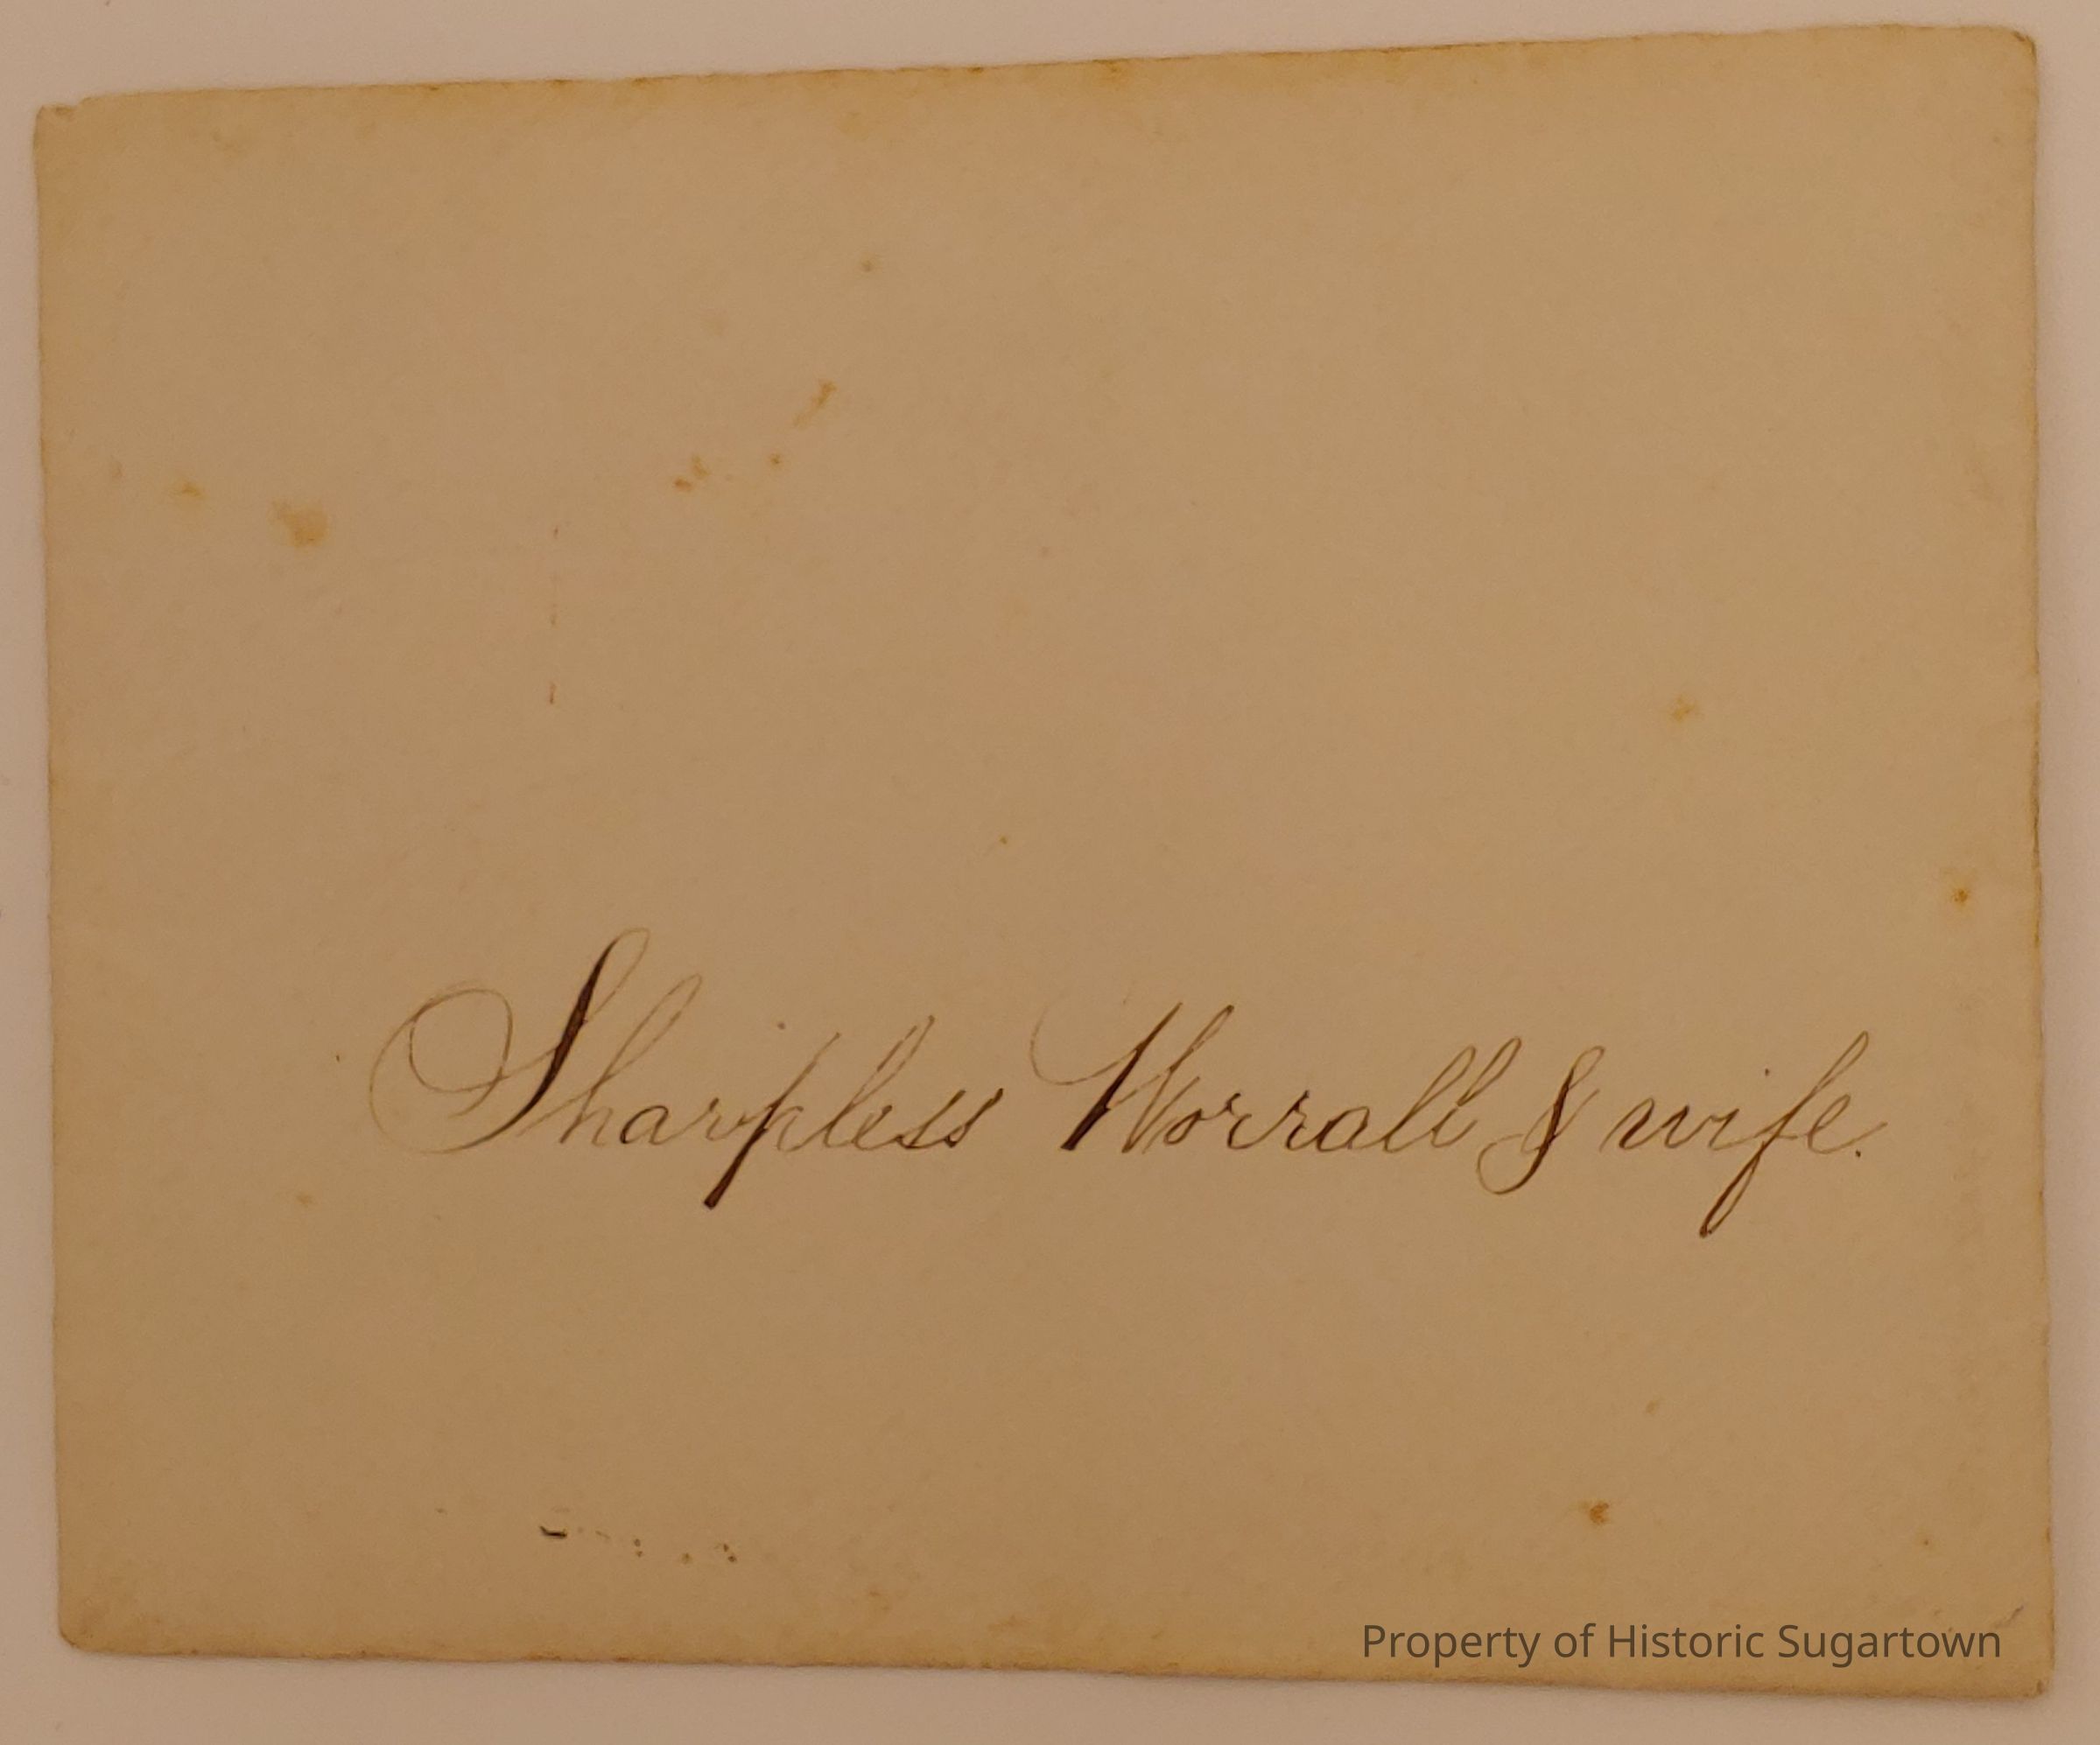 Sharpless Worrall & wife.
Property of Historic Sugartown